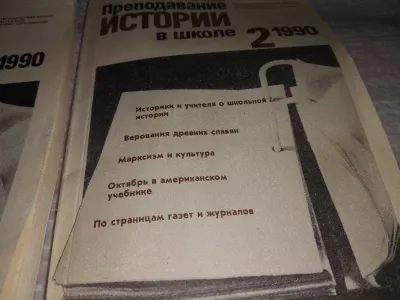 Преподавание
ИСТОРИИ
в школе 2 1990
1990
Историки и учителя о школьной
истории
Верования древних славян
Марксизм и культура
Октябрь в американском
учебнике
По страницам газет и журналов